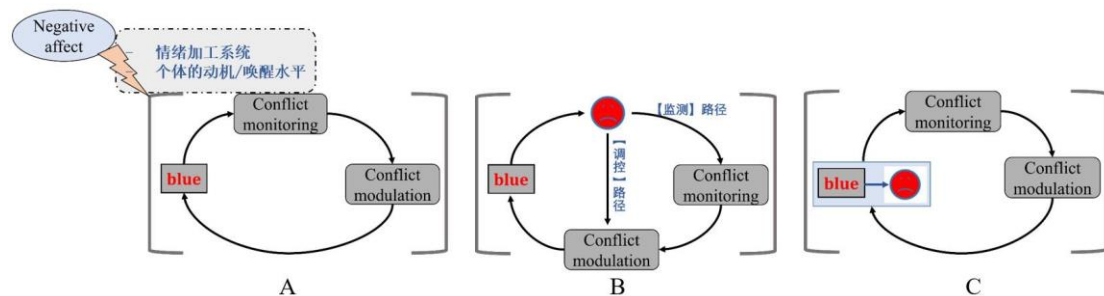 Negative
affect
– 情绪加工系统
– 个体的动机/唤醒水平
Conflict
monitoring
blue
Conflict
modulation
A
【监测】路径
【调控】路径
blue
Conflict
monitoring
Conflict
modulation
B
Conflict
monitoring
blue
Conflict
modulation
C